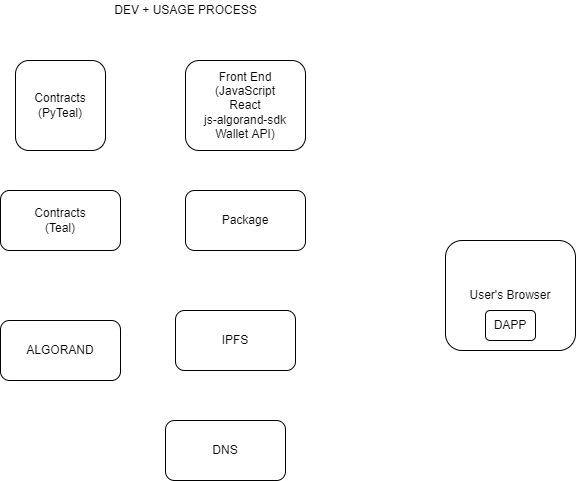 DEV + USAGE PROCESS
Contracts
(PyTeal)
Front End
(JavaScript
React
js-algorand-sdk
Wallet API)
Contracts
(Teal)
Package
User's Browser
DAPP
ALGORAND
IPFS
DNS